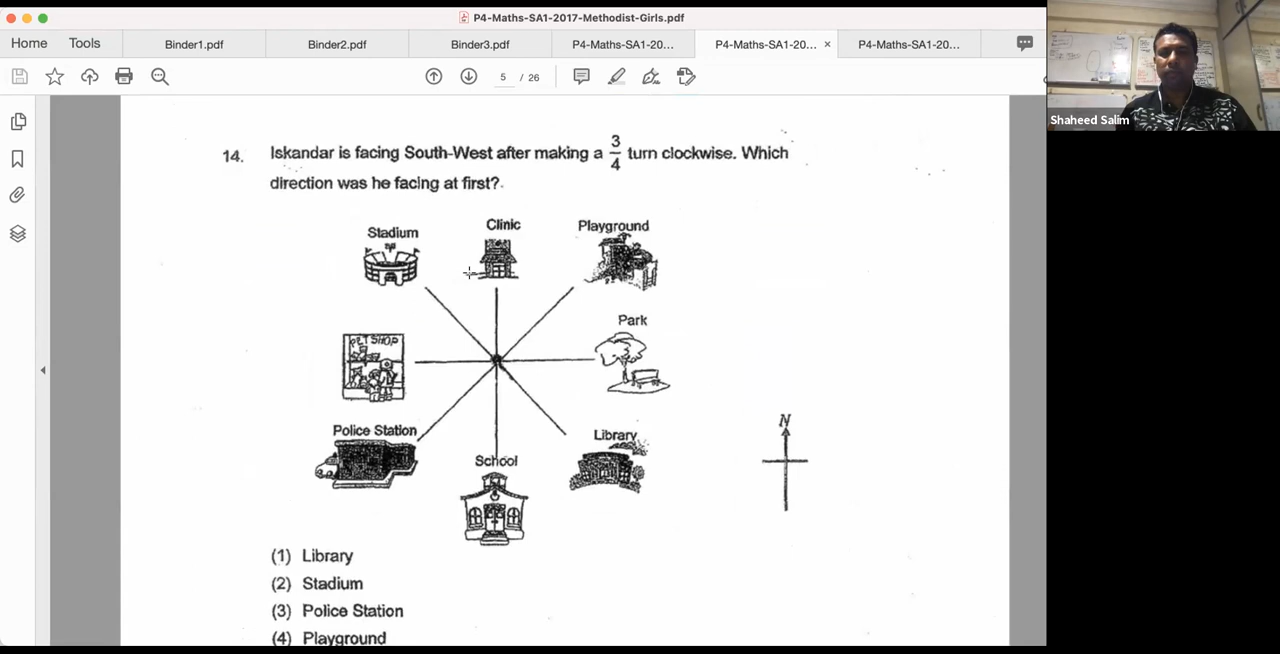 P4-Maths-SA1-2017-Methodist-Girls.pdf
Home Tools Binder1.pdf Binder2.pdf Binder3.pdf P4-Maths-SA1-20... P4-Maths-SA1-20... × P4-Maths-SA1-20...
5 / 26
Shaheed Salim
14. Iskandar is facing South-West after making a 3/4 turn clockwise. Which
direction was he facing at first?
Stadium Clinic Playground
Park
PET SHOP
Police Station Library
School
N
(1) Library
(2) Stadium
(3) Police Station
(4) Playground